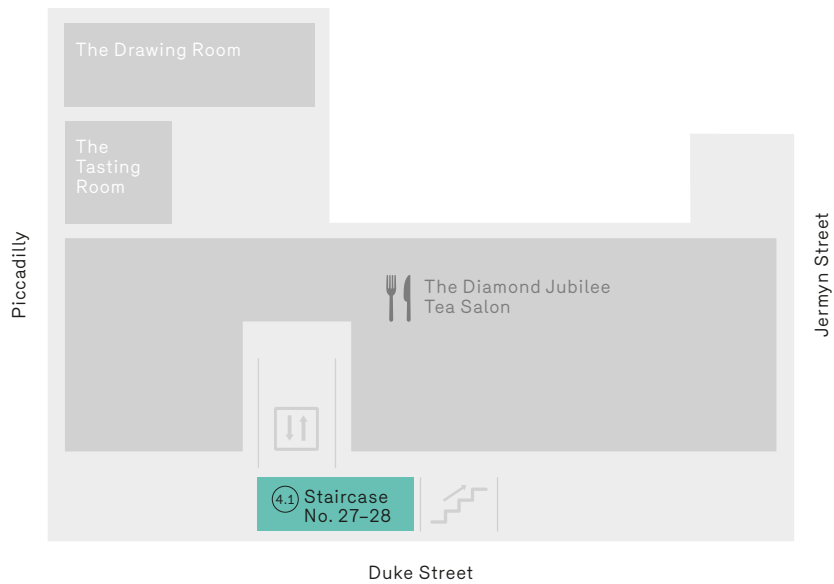 The Drawing Room
The
Tasting
Room
Piccadilly
The Diamond Jubilee
Tea Salon
Jermyn Street
4.1 Staircase
No. 27–28
Duke Street